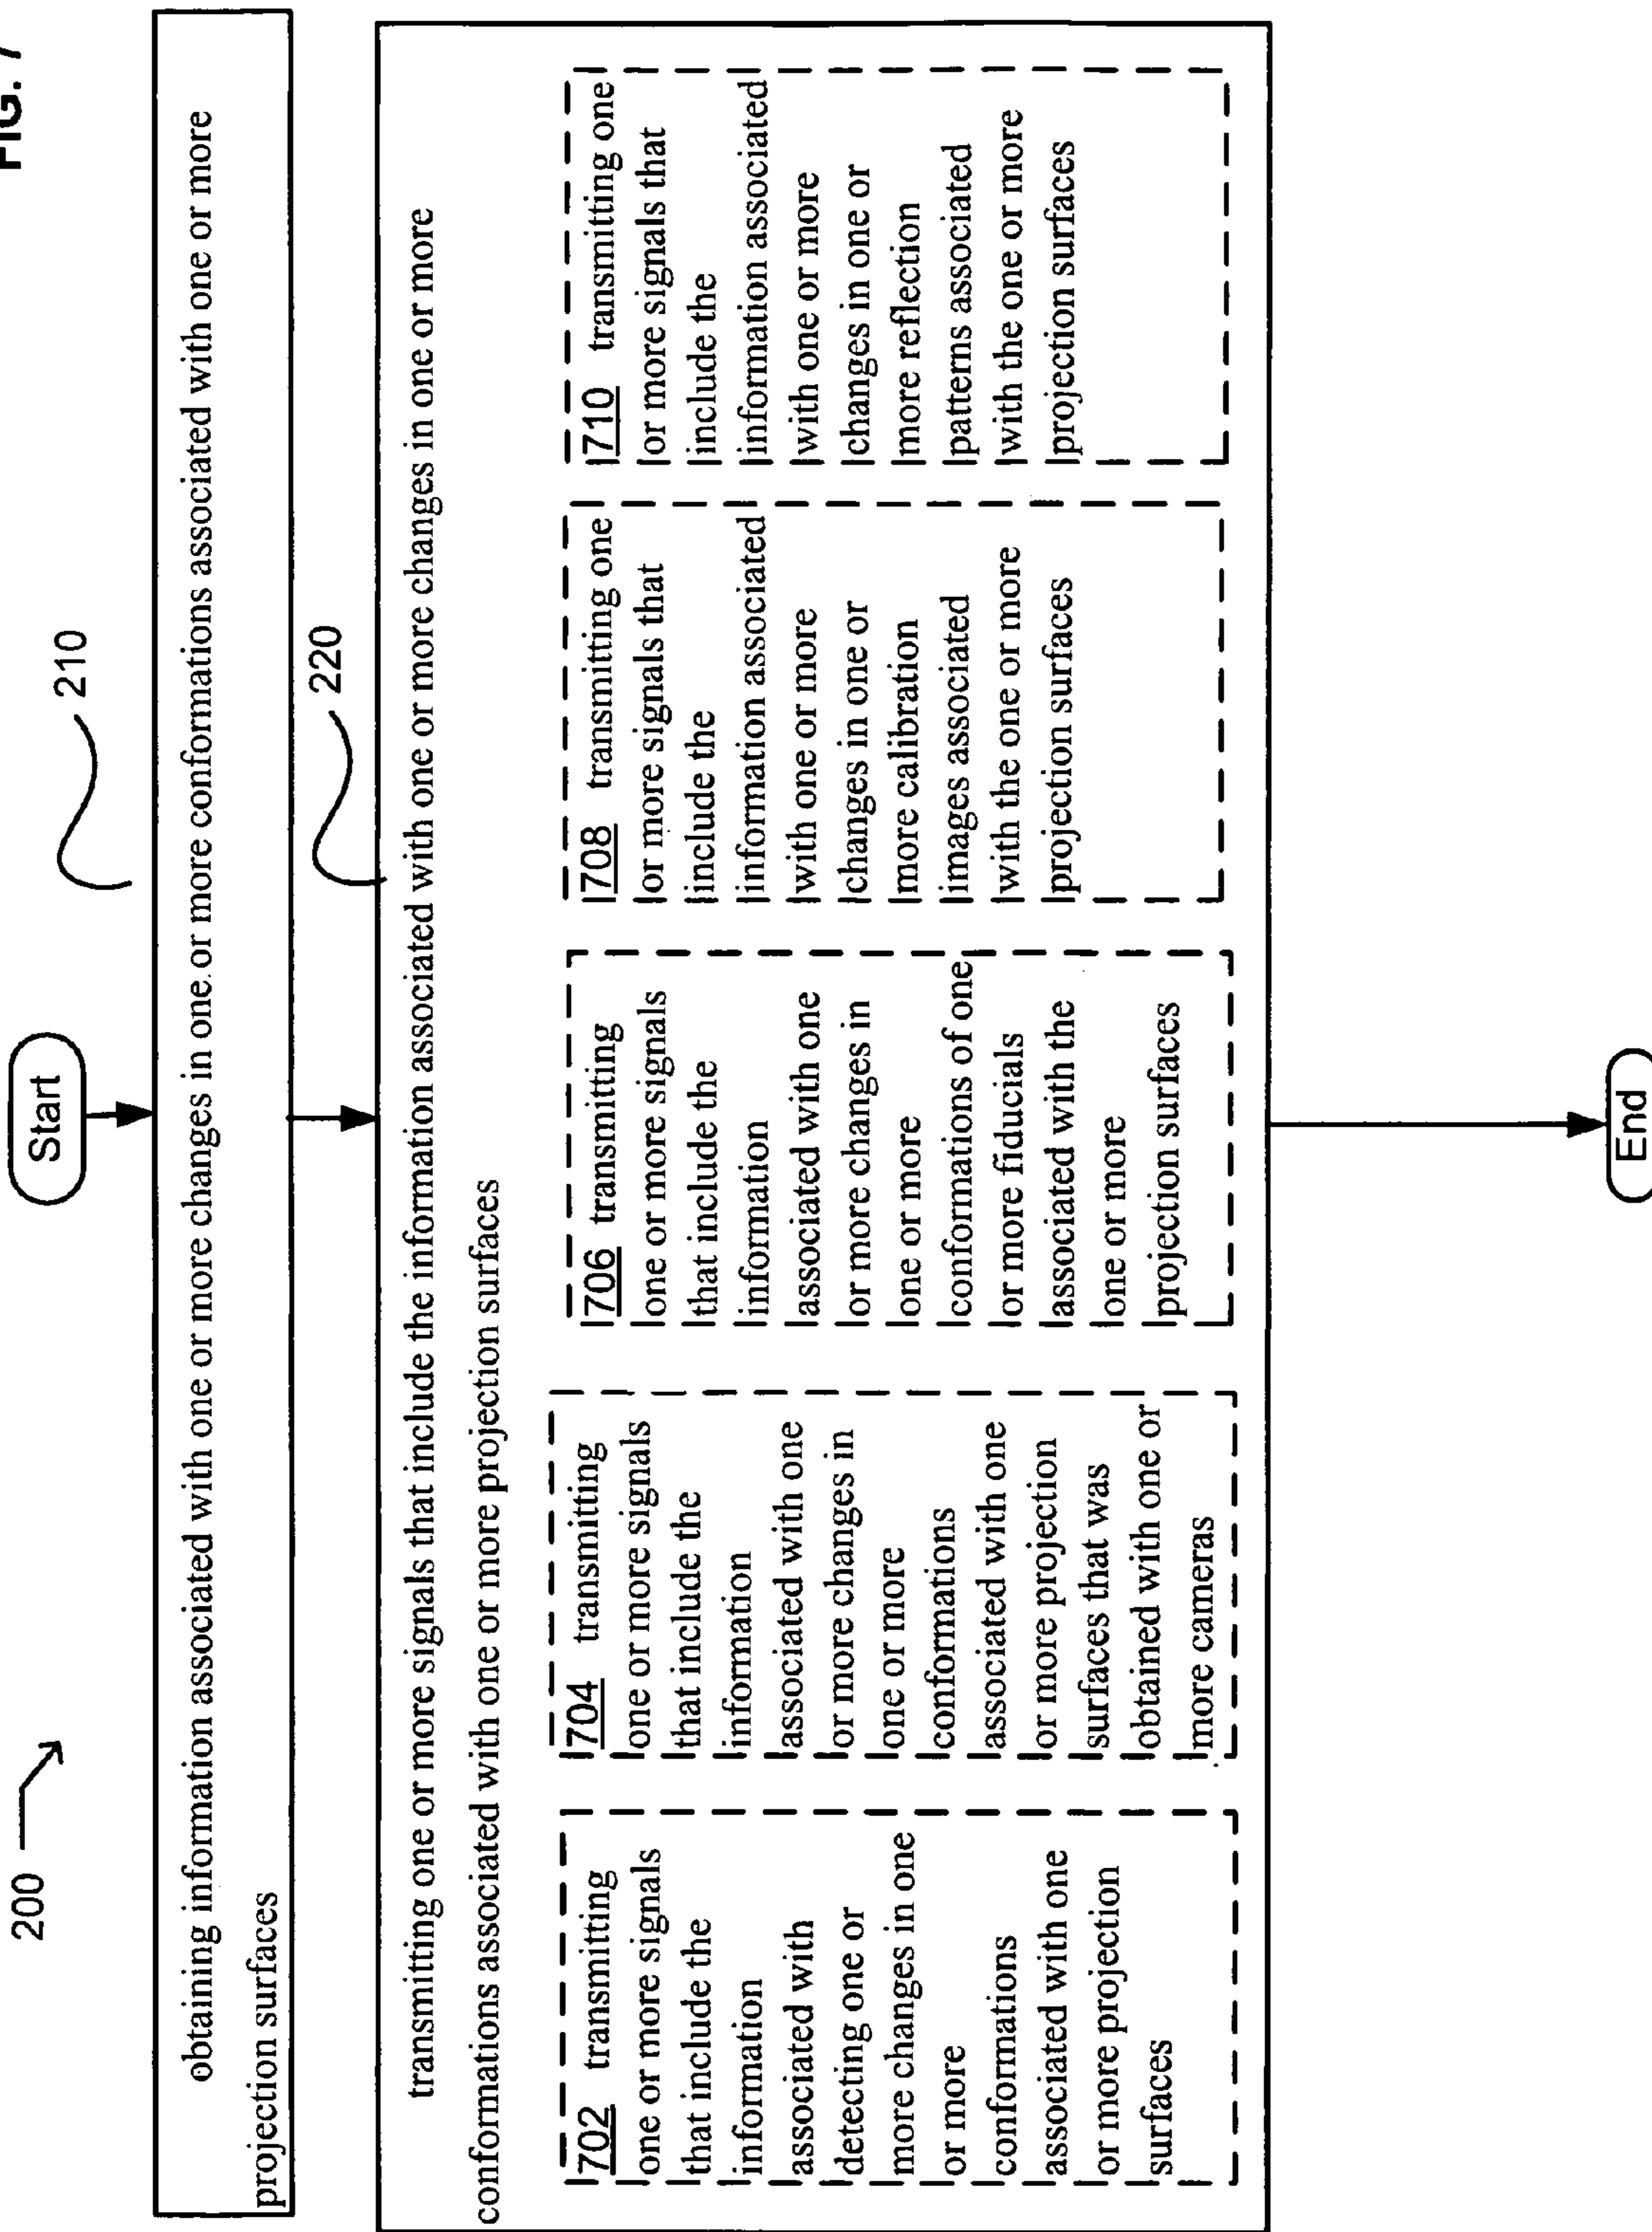 FIG. 7
200
Start
210
obtaining information associated with one or more changes in one or more conformations associated with one or more
projection surfaces
220
transmitting one or more signals that include the information associated with one or more changes in one or more
conformations associated with one or more projection surfaces
702 transmitting
one or more signals
that include the
information
associated with
detecting one or
more changes in one
or more
conformations
associated with one
or more projection
surfaces
704 transmitting
one or more signals
that include the
information
associated with one
or more changes in
one or more
conformations
associated with one
or more projection
surfaces that was
obtained with one or
more cameras
706 transmitting
one or more signals
that include the
information
associated with one
or more changes in
one or more
conformations of one
or more fiducials
associated with the
one or more
projection surfaces
708 transmitting one
or more signals that
include the
information associated
with one or more
changes in one or
more calibration
images associated
with the one or more
projection surfaces
710 transmitting one
or more signals that
include the
information associated
with one or more
changes in one or
more reflection
patterns associated
with the one or more
projection surfaces
End